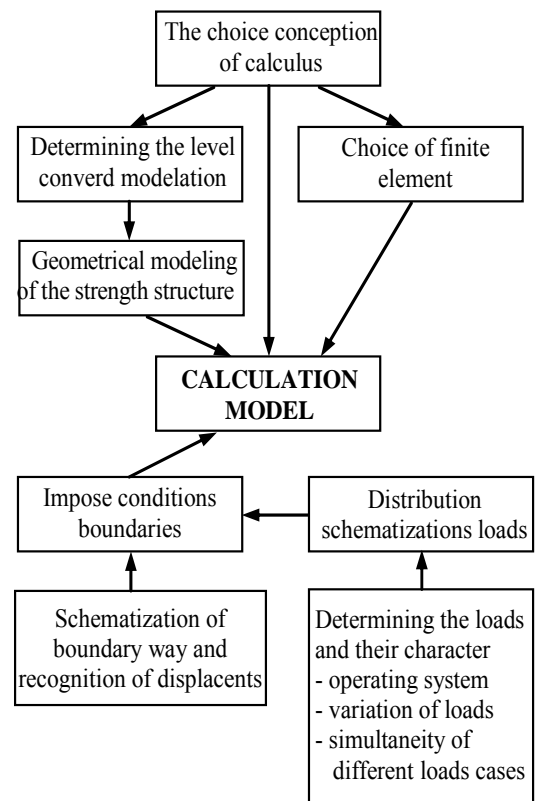 The choice conception
of calculus
Determining the level
converd modelation
Choice of finite
element
Geometrical modeling
of the strength structure
CALCULATION
MODEL
Impose conditions
boundaries
Distribution
schematizations loads
Schematization of
boundary way and
recognition of displacents
Determining the loads
and their character
- operating system
- variation of loads
- simultaneity of
different loads cases